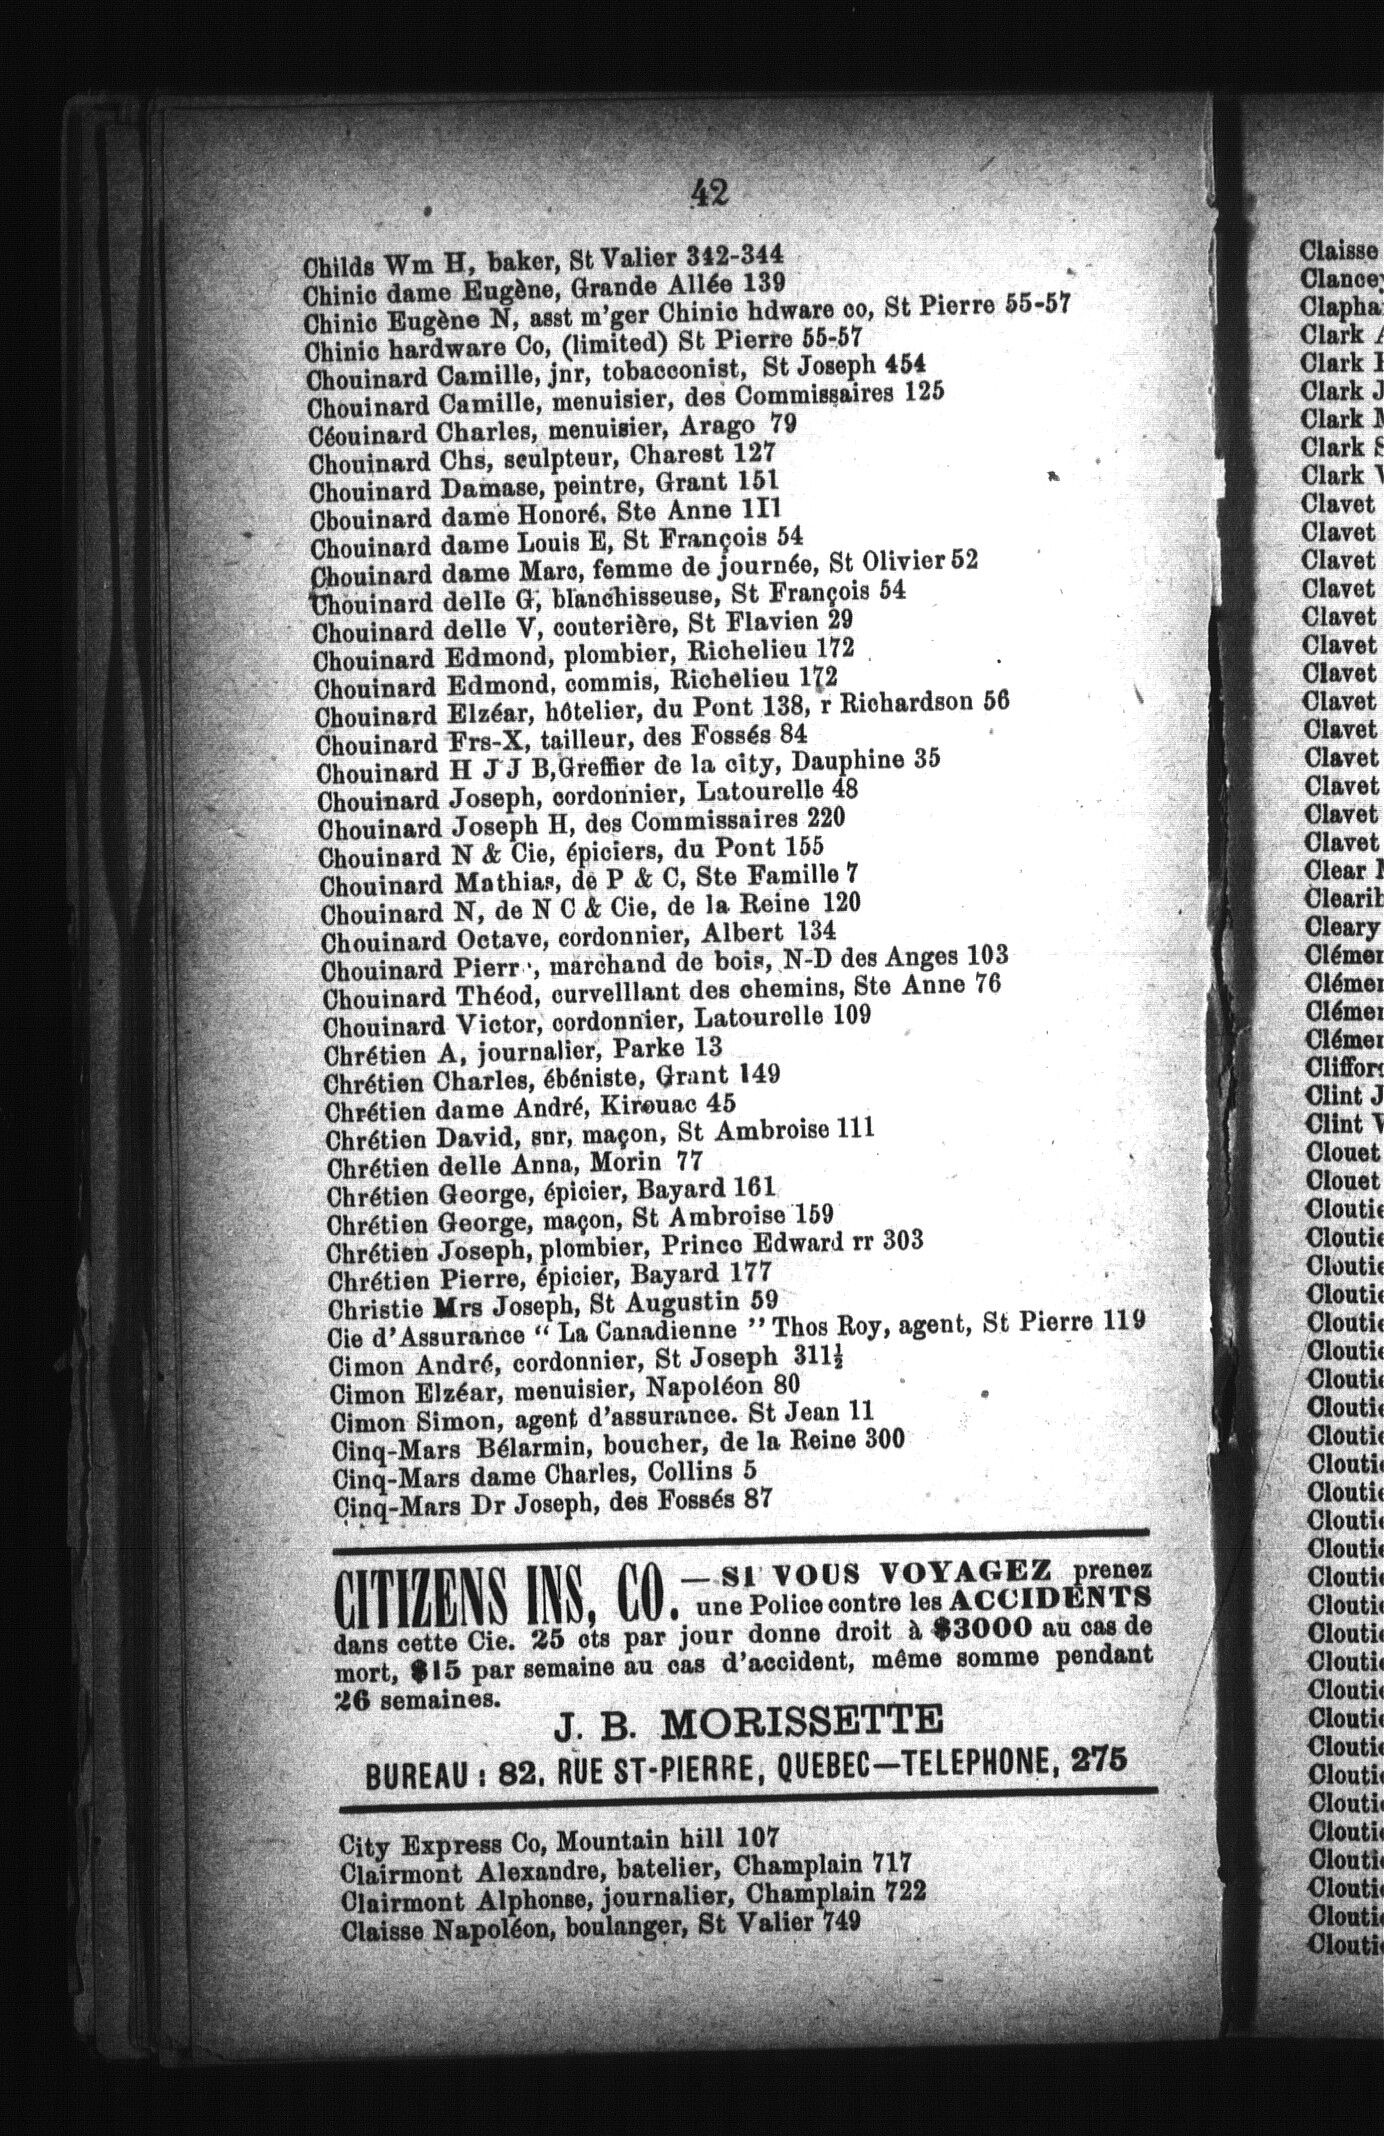 42
Childs Wm H, baker, St Valier 342-344
Chinic dame Eugène, Grande Allée 139
Chinic Eugène N, asst m'ger Chinic hdware co, St Pierre 55-57
Chinic hardware Co, (limited) St Pierre 55-57
Chouinard Camille, jnr, tobacconist, St Joseph 454
Chouinard Camille, menuisier, des Commissaires 125
Céouinard Charles, menuisier, Arago 79
Chouinard Chs, sculpteur, Charest 127
Chouinard Damase, peintre, Grant 151
Cbouinard dame Honoré, Ste Anne 1I1
Chouinard dame Louis E, St François 54
Chouinard dame Marc, femme de journée, St Olivier 52
Chouinard delle G, blanchisseuse, St François 54
Chouinard delle V, couterière, St Flavien 29
Chouinard Edmond, plombier, Richelieu 172
Chouinard Edmond, commis, Richelieu 172
Chouinard Elzéar, hôtelier, du Pont 138, r Richardson 56
Chouinard Frs-X, tailleur, des Fossés 84
Chouinard H J J B,Greffier de la city, Dauphine 35
Chouinard Joseph, cordonnier, Latourelle 48
Chouinard Joseph H, des Commissaires 220
Chouinard N & Cie, épiciers, du Pont 155
Chouinard Mathias, de P & C, Ste Famille 7
Chouinard N, de N C & Cie, de la Reine 120
Chouinard Octave, cordonnier, Albert 134
Chouinard Pierr , marchand de bois, N-D des Anges 103
Chouinard Théod, curvelllant des chemins, Ste Anne 76
Chouinard Victor, cordonnier, Latourelle 109
Chrétien A, journalier, Parke 13
Chrétien Charles, ébéniste, Grant 149
Chrétien dame André, Kirouac 45
Chrétien David, snr, maçon, St Ambroise 111
Chrétien delle Anna, Morin 77
Chrétien George, épicier, Bayard 161
Chrétien George, maçon, St Ambroise 159
Chrétien Joseph, plombier, Prince Edward rr 303
Chrétien Pierre, épicier, Bayard 177
Christie Mrs Joseph, St Augustin 59
Cie d'Assurance “ La Canadienne ” Thos Roy, agent, St Pierre 119
Cimon André, cordonnier, St Joseph 311½
Cimon Elzéar, menuisier, Napoléon 80
Cimon Simon, agent d'assurance. St Jean 11
Cinq-Mars Bélarmin, boucher, de la Reine 300
Cinq-Mars dame Charles, Collins 5
Cinq-Mars Dr Joseph, des Fossés 87
CITIZENS INS, CO. — SI VOUS VOYAGEZ prenez
une Police contre les ACCIDENTS
dans cette Cie. 25 cts par jour donne droit à $3000 au cas de
mort, $15 par semaine au cas d'accident, même somme pendant
26 semaines.
J. B. MORISSETTE
BUREAU : 82, RUE ST-PIERRE, QUEBEC—TELEPHONE, 275
City Express Co, Mountain hill 107
Clairmont Alexandre, batelier, Champlain 717
Clairmont Alphonse, journalier, Champlain 722
Claisse Napoléon, boulanger, St Valier 749
Claisse
Clark
Clark
Clark
Clark
Clark
Clark
Clavet
Clavet
Clavet
Clavet
Clavet
Clavet
Clavet
Clavet
Clavet
Clavet
Clavet
Clavet
Clavet
Clear
Cleary
Clint J
Clint
Clouet
Clouet